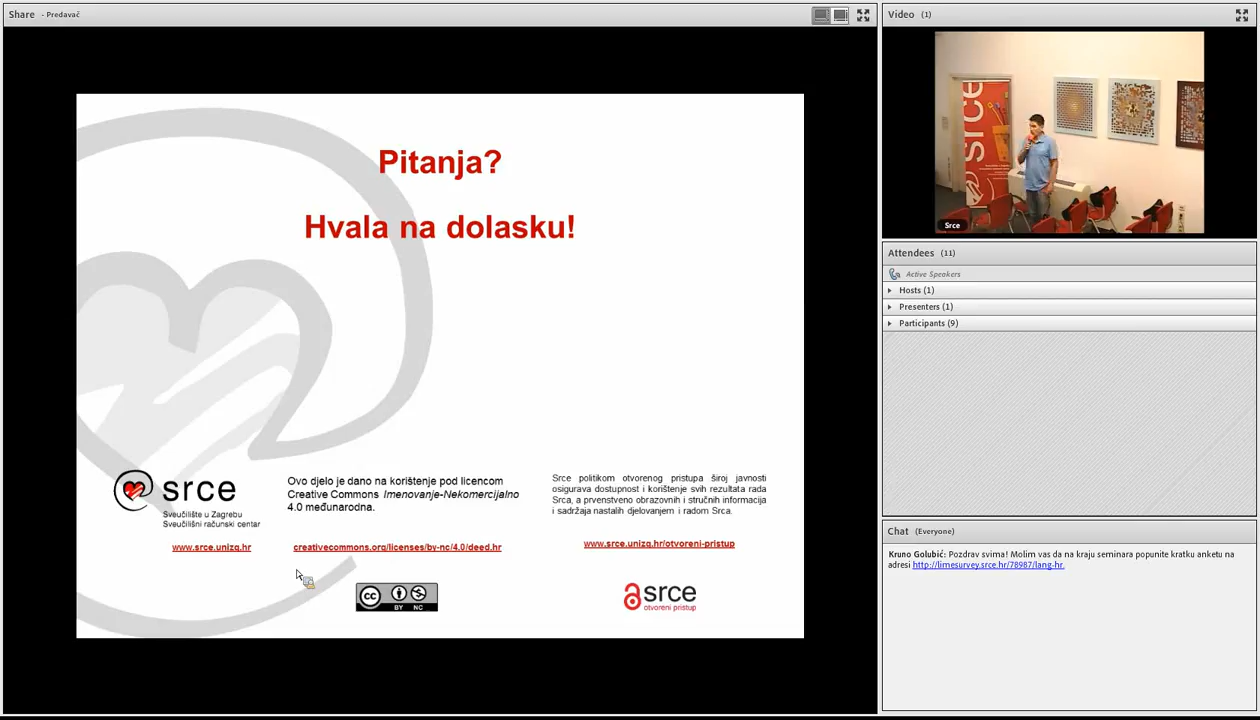 Share - Predavač
Pitanja?
Hvala na dolasku!
srce
Sveučilište u Zagrebu
Sveučilišni računski centar
www.srce.unizg.hr
Ovo djelo je dano na korištenje pod licencom
Creative Commons Imenovanje-Nekomercijalno
4.0 međunarodna.
creativecommons.org/licenses/by-nc/4.0/deed.hr
cc
BY NC
Srce politikom otvorenog pristupa široj javnosti
osigurava dostupnost i korištenje svih rezultata rada
Srca, a prvenstveno obrazovnih i stručnih informacija
i sadržaja nastalih djelovanjem i radom Srca.
www.srce.unizg.hr/otvoreni-pristup
srce
otvoreni pristup
Video (1)
srce
Srce
Attendees (11)
Active Speakers
Hosts (1)
Presenters (1)
Participants (9)
Chat (Everyone)
Kruno Golubić: Pozdrav svima! Molim vas da na kraju seminara popunite kratku anketu na
adresi http://limesurvey.srce.hr/78987/lang-hr.